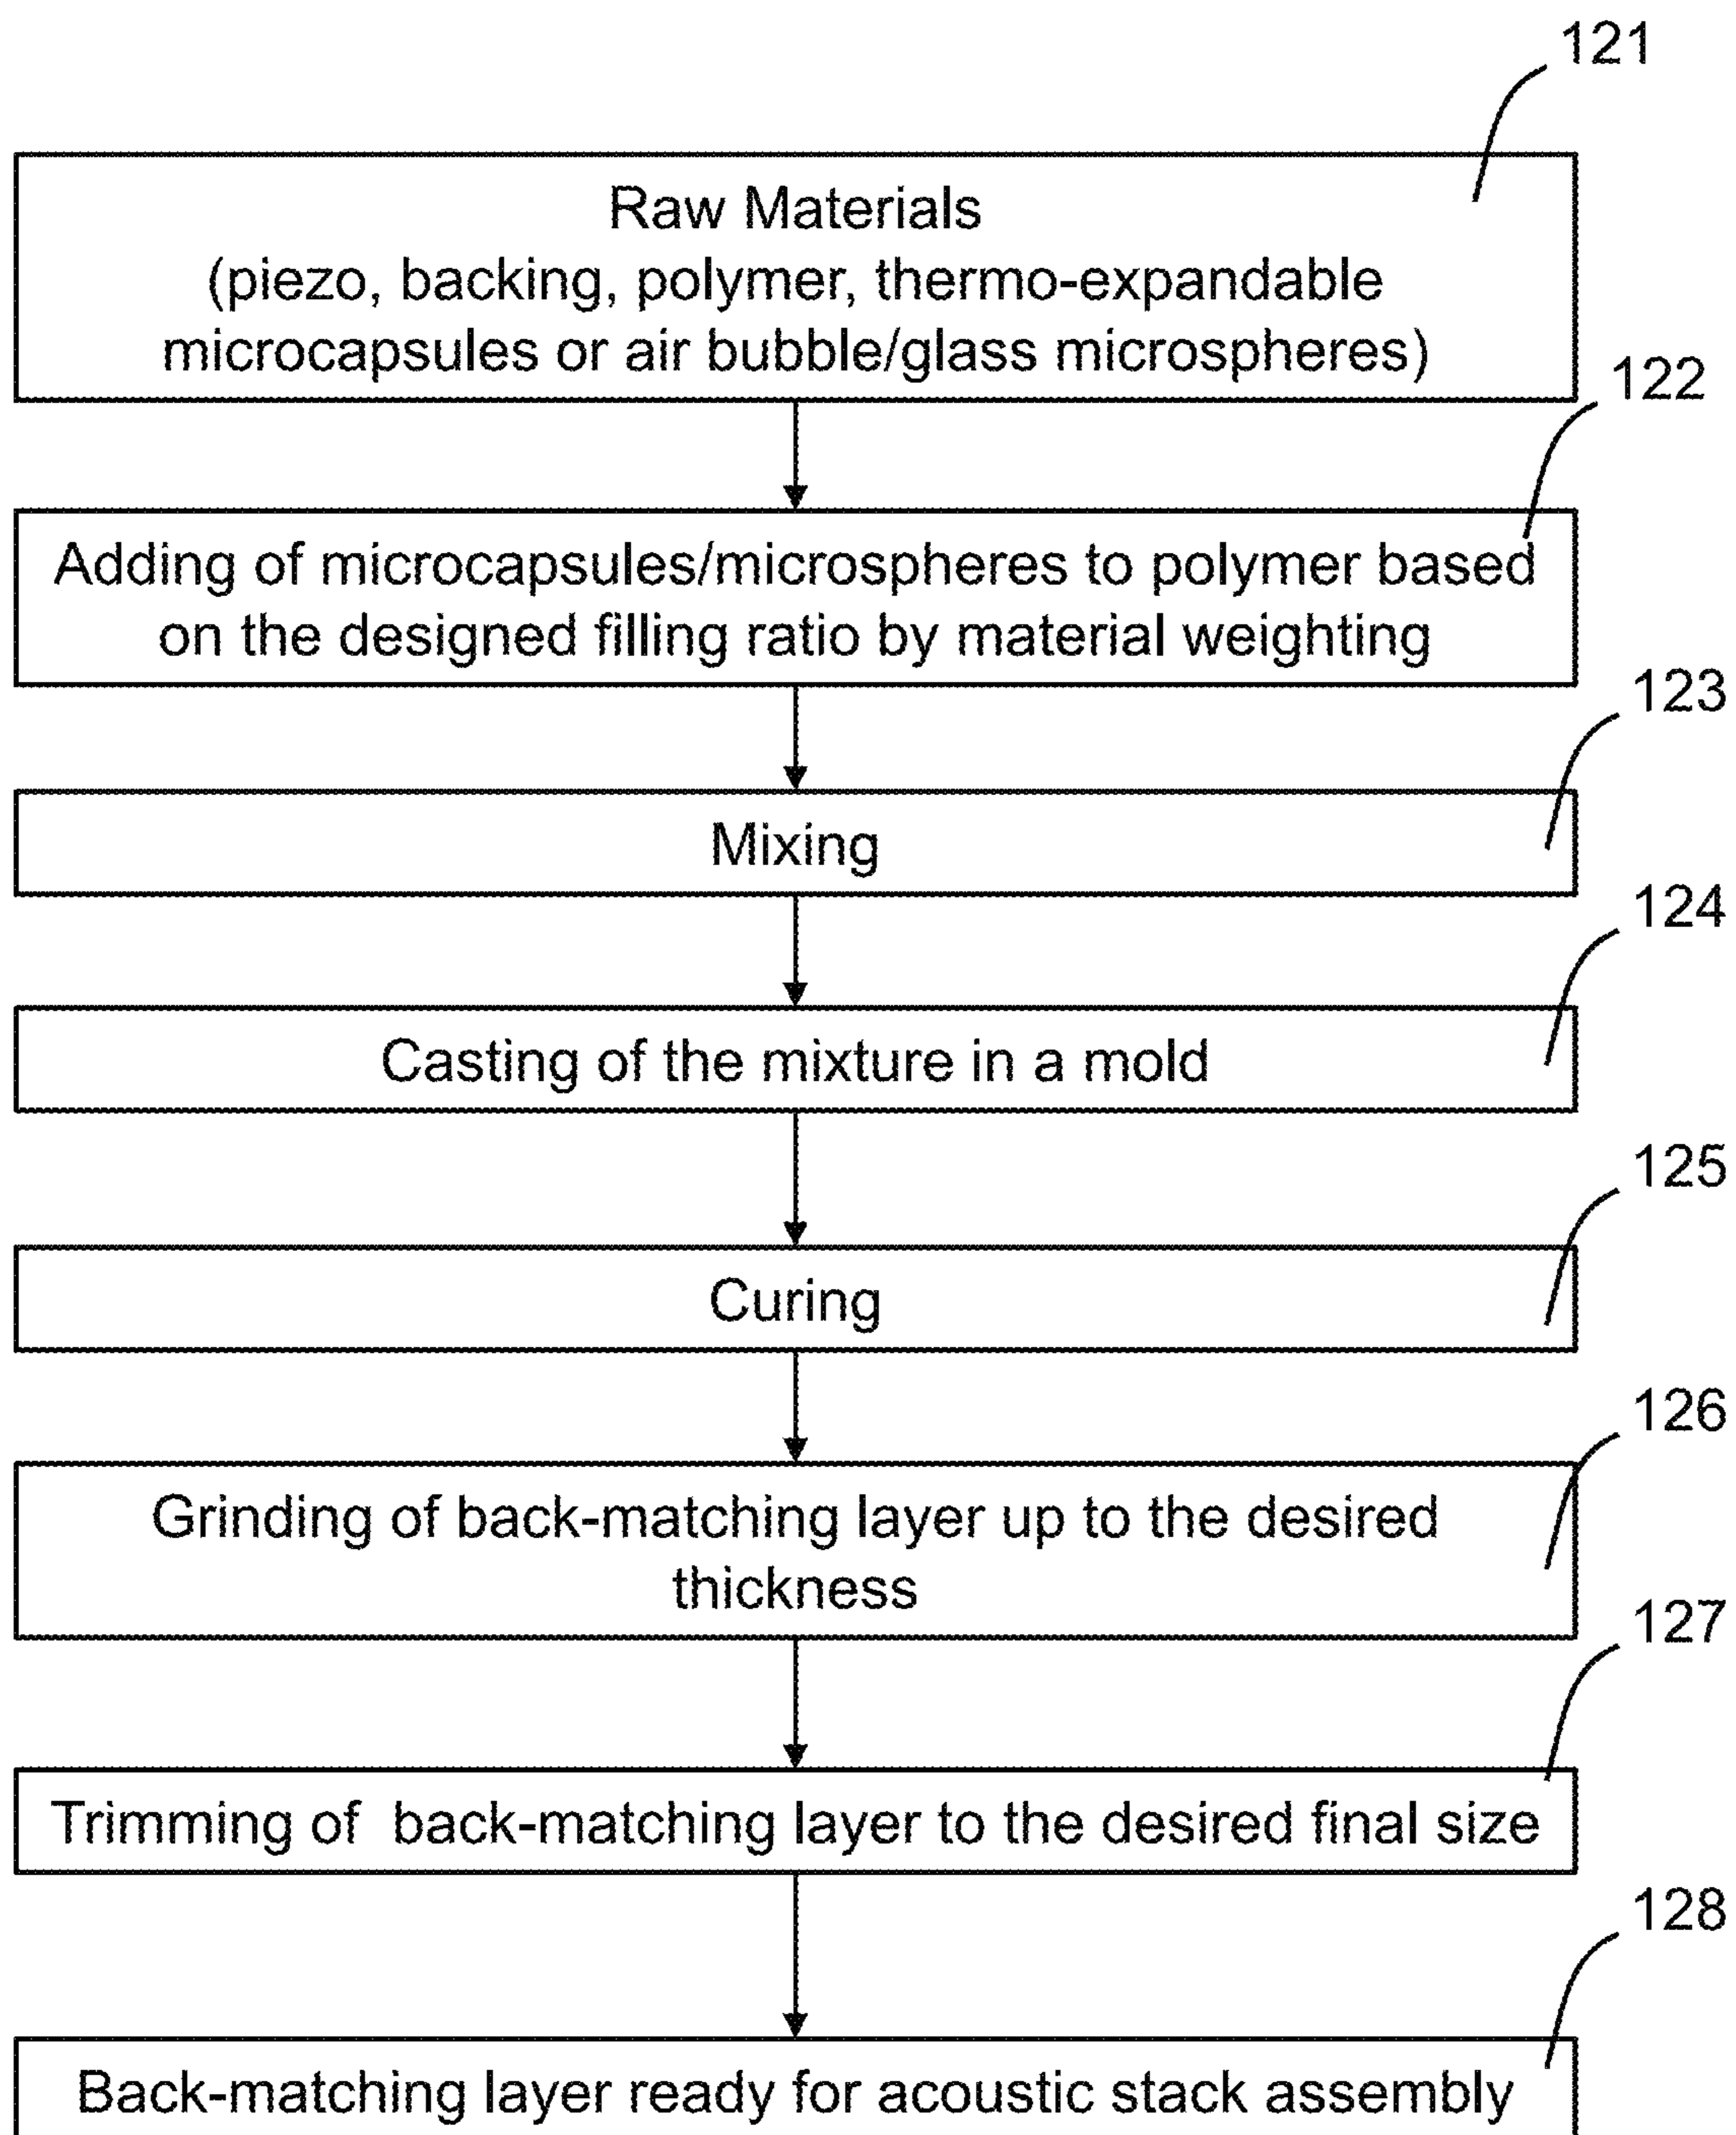 121
Raw Materials
(piezo, backing, polymer, thermo-expandable
microcapsules or air bubble/glass microspheres)
122
Adding of microcapsules/microspheres to polymer based
on the designed filling ratio by material weighting
123
Mixing
124
Casting of the mixture in a mold
125
Curing
126
Grinding of back-matching layer up to the desired
thickness
127
Trimming of back-matching layer to the desired final size
128
Back-matching layer ready for acoustic stack assembly